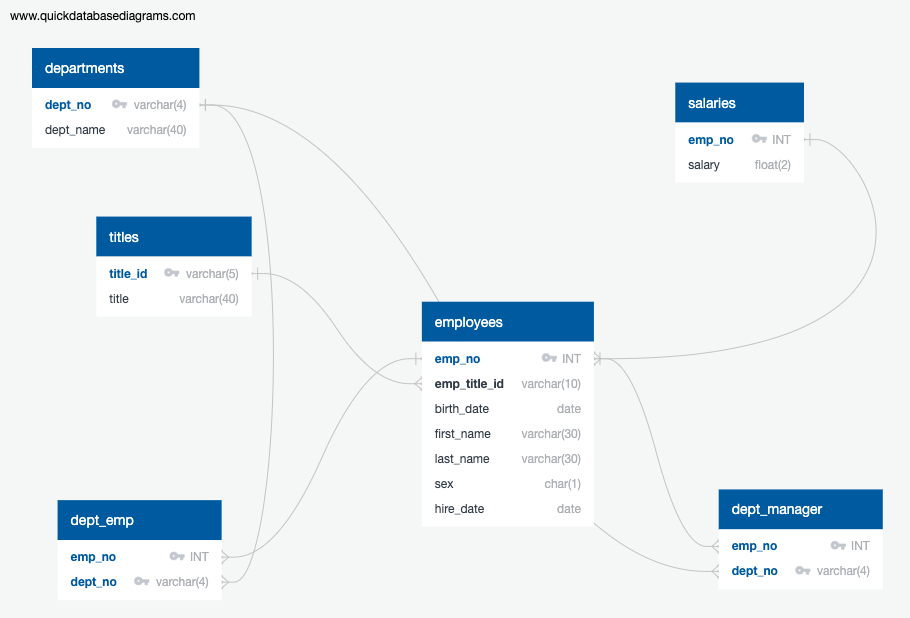 www.quickdatabasediagrams.com
departments
dept_no varchar(4)
dept_name varchar(40)
salaries
emp_no INT
salary float(2)
titles
title_id varchar(5)
title varchar(40)
employees
emp_no INT
emp_title_id varchar(10)
birth_date date
first_name varchar(30)
last_name varchar(30)
sex char(1)
hire_date date
dept_emp
emp_no INT
dept_no varchar(4)
dept_manager
emp_no INT
dept_no varchar(4)